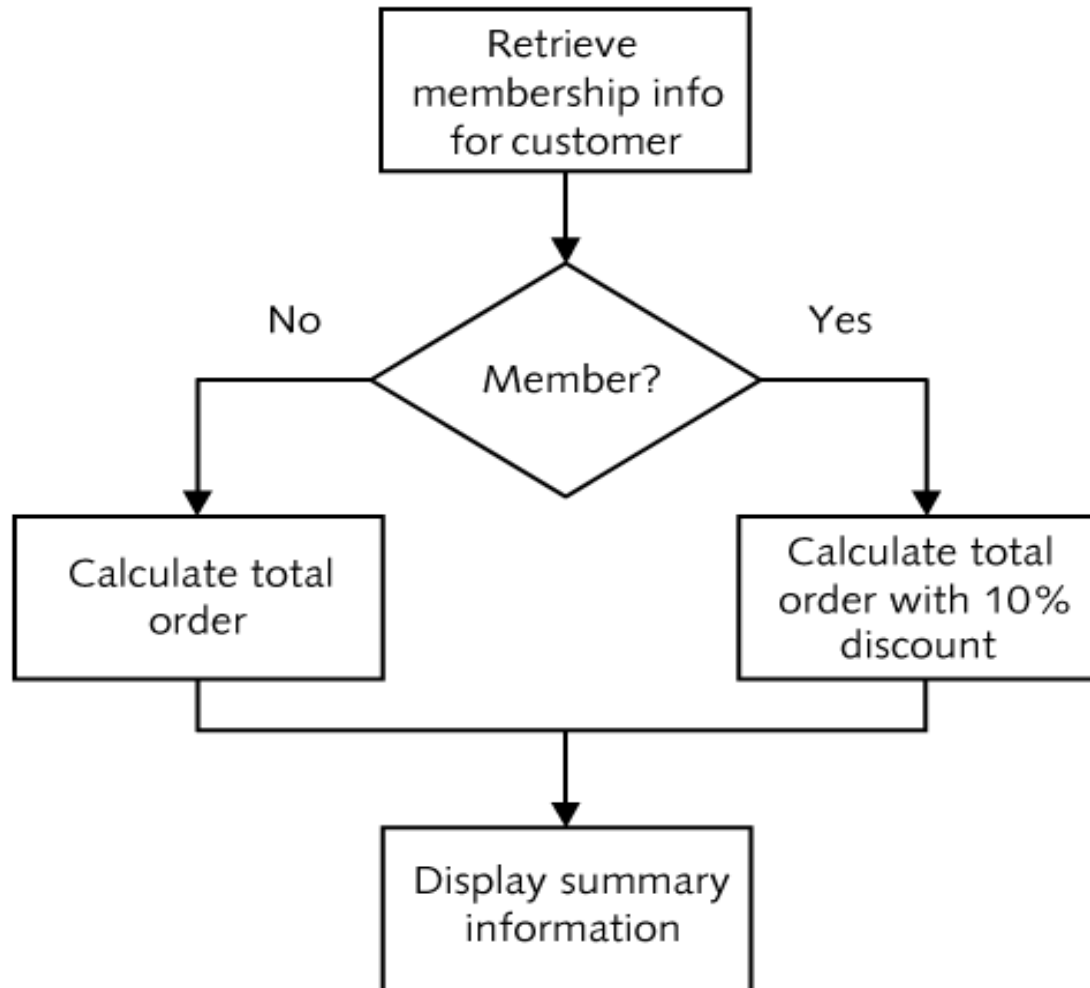 Retrieve
membership info
for customer
No
Yes
Member?
Calculate total
order
Calculate total
order with 10%
discount
Display summary
information